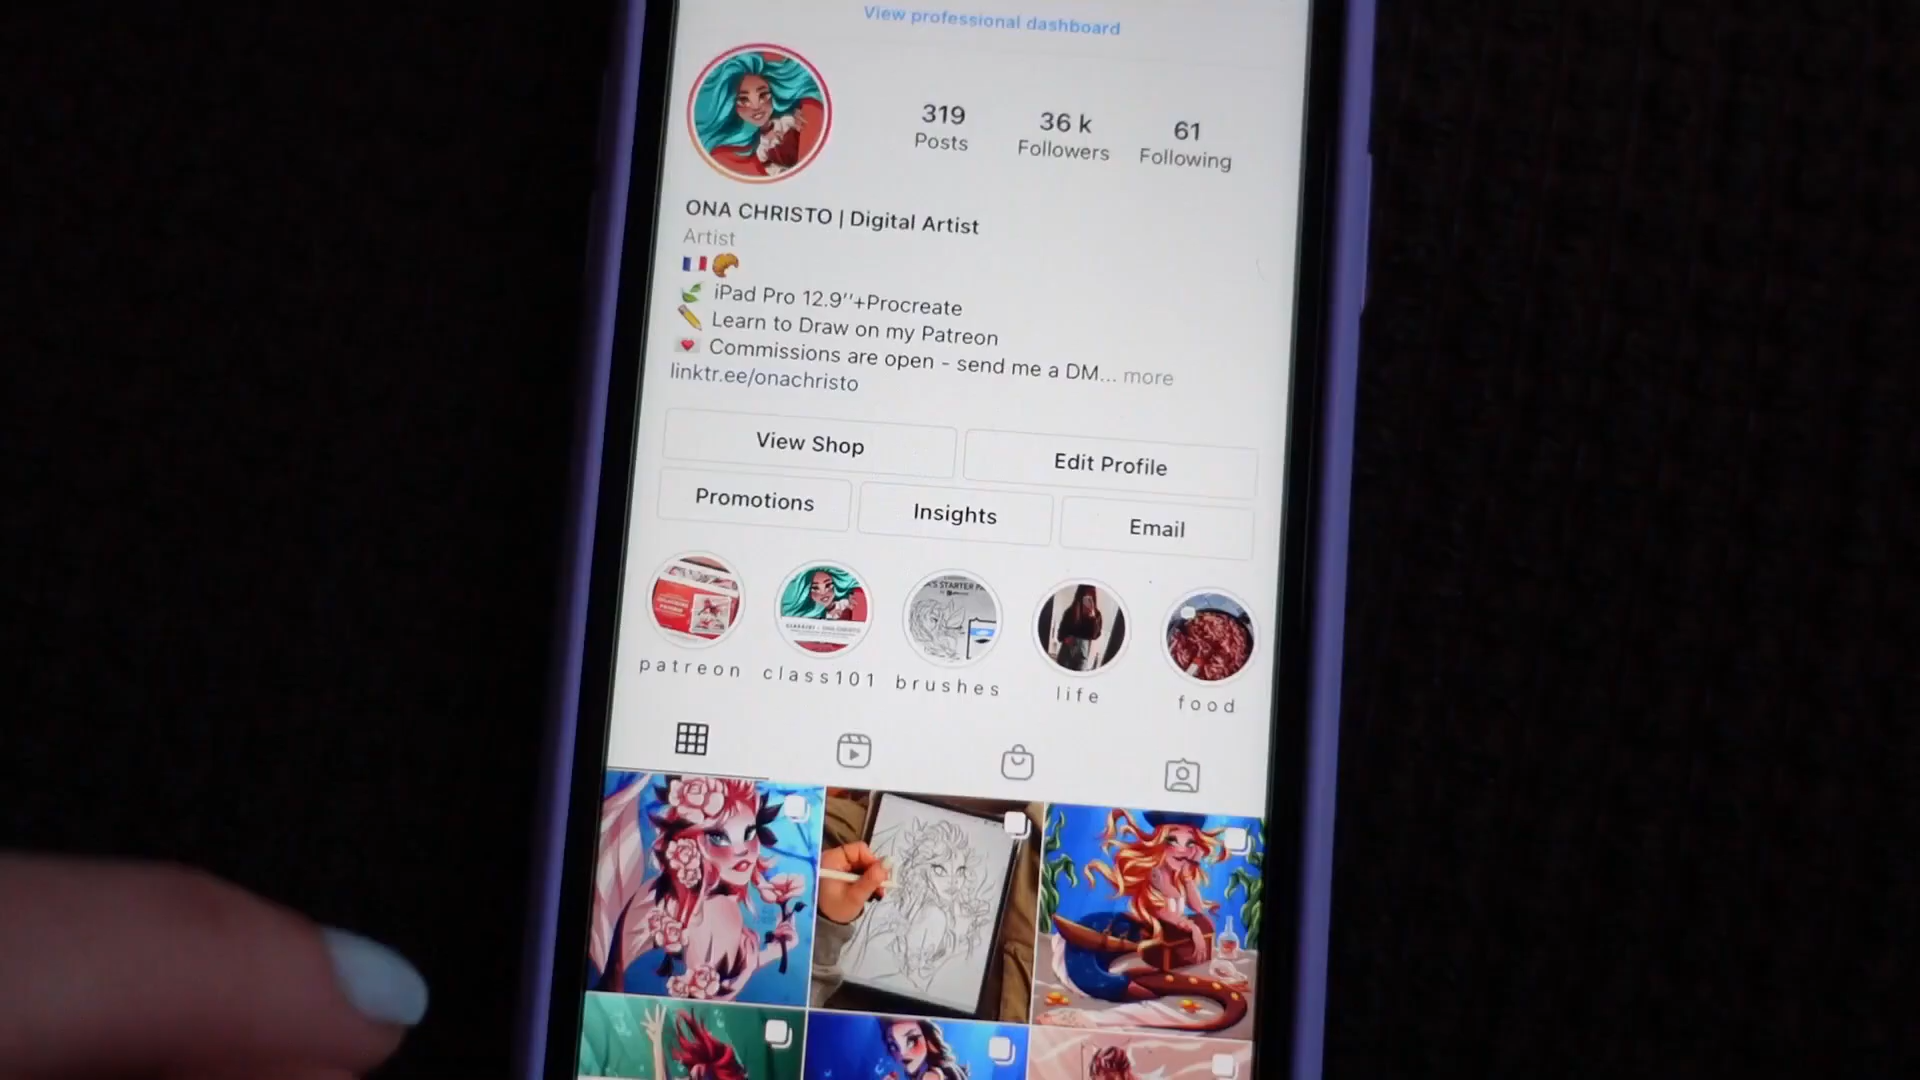 View professional dashboard
319
Posts
36 k
Followers
61
Following
ONA CHRISTO | Digital Artist
Artist
iPad Pro 12.9’’+Procreate
Learn to Draw on my Patreon
Commissions are open - send me a DM... more
linktr.ee/onachristo
View Shop
Edit Profile
Promotions
Insights
Email
patreon
class101
brushes
life
food